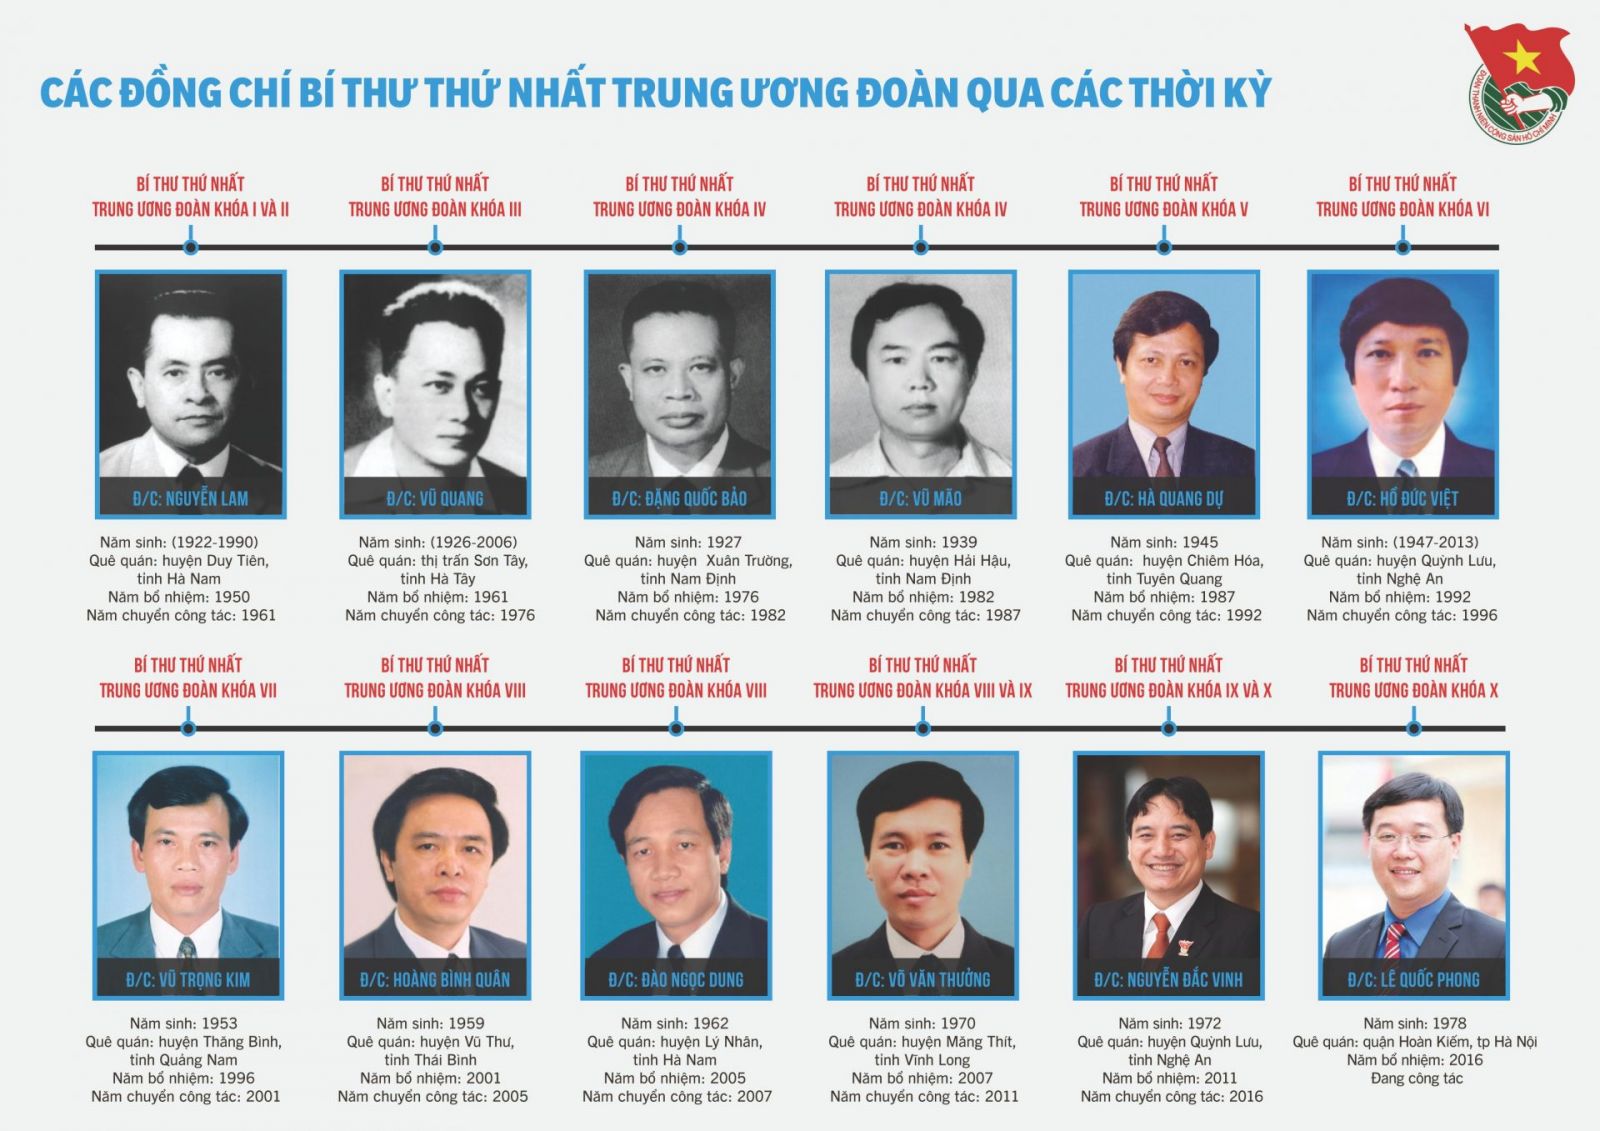 CÁC ĐỒNG CHÍ BÍ THƯ THỨ NHẤT TRUNG ƯƠNG ĐOÀN QUA CÁC THỜI KỲ
ĐOÀN THANH NIÊN CỘNG SẢN HỒ CHÍ MINH
BÍ THƯ THỨ NHẤT
TRUNG ƯƠNG ĐOÀN KHÓA I VÀ II
Đ/C: NGUYỄN LAM
Năm sinh: (1922-1990)
Quê quán: huyện Duy Tiên,
tỉnh Hà Nam
Năm bổ nhiệm: 1950
Năm chuyển công tác: 1961
BÍ THƯ THỨ NHẤT
TRUNG ƯƠNG ĐOÀN KHÓA III
Đ/C: VŨ QUANG
Năm sinh: (1926-2006)
Quê quán: thị trấn Sơn Tây,
tỉnh Hà Tây
Năm bổ nhiệm: 1961
Năm chuyển công tác: 1976
BÍ THƯ THỨ NHẤT
TRUNG ƯƠNG ĐOÀN KHÓA IV
Đ/C: ĐẶNG QUỐC BẢO
Năm sinh: 1927
Quê quán: huyện Xuân Trường,
tỉnh Nam Định
Năm bổ nhiệm: 1976
Năm chuyển công tác: 1982
BÍ THƯ THỨ NHẤT
TRUNG ƯƠNG ĐOÀN KHÓA IV
Đ/C: VŨ MÃO
Năm sinh: 1939
Quê quán: huyện Hải Hậu,
tỉnh Nam Định
Năm bổ nhiệm: 1982
Năm chuyển công tác: 1987
BÍ THƯ THỨ NHẤT
TRUNG ƯƠNG ĐOÀN KHÓA V
Đ/C: HÀ QUANG DỰ
Năm sinh: 1945
Quê quán: huyện Chiêm Hóa,
tỉnh Tuyên Quang
Năm bổ nhiệm: 1987
Năm chuyển công tác: 1992
BÍ THƯ THỨ NHẤT
TRUNG ƯƠNG ĐOÀN KHÓA VI
Đ/C: HỒ ĐỨC VIỆT
Năm sinh: (1947-2013)
Quê quán: huyện Quỳnh Lưu,
tỉnh Nghệ An
Năm bổ nhiệm: 1992
Năm chuyển công tác: 1996
BÍ THƯ THỨ NHẤT
TRUNG ƯƠNG ĐOÀN KHÓA VII
Đ/C: VŨ TRỌNG KIM
Năm sinh: 1953
Quê quán: huyện Thăng Bình,
tỉnh Quảng Nam
Năm bổ nhiệm: 1996
Năm chuyển công tác: 2001
BÍ THƯ THỨ NHẤT
TRUNG ƯƠNG ĐOÀN KHÓA VIII
Đ/C: HOÀNG BÌNH QUÂN
Năm sinh: 1959
Quê quán: huyện Vũ Thư,
tỉnh Thái Bình
Năm bổ nhiệm: 2001
Năm chuyển công tác: 2005
BÍ THƯ THỨ NHẤT
TRUNG ƯƠNG ĐOÀN KHÓA VIII
Đ/C: ĐÀO NGỌC DUNG
Năm sinh: 1962
Quê quán: huyện Lý Nhân,
tỉnh Hà Nam
Năm bổ nhiệm: 2005
Năm chuyển công tác: 2007
BÍ THƯ THỨ NHẤT
TRUNG ƯƠNG ĐOÀN KHÓA VIII VÀ IX
Đ/C: VÕ VĂN THƯỞNG
Năm sinh: 1970
Quê quán: huyện Măng Thít,
tỉnh Vĩnh Long
Năm bổ nhiệm: 2007
Năm chuyển công tác: 2011
BÍ THƯ THỨ NHẤT
TRUNG ƯƠNG ĐOÀN KHÓA IX VÀ X
Đ/C: NGUYỄN ĐẮC VINH
Năm sinh: 1972
Quê quán: huyện Quỳnh Lưu,
tỉnh Nghệ An
Năm bổ nhiệm: 2011
Năm chuyển công tác: 2016
BÍ THƯ THỨ NHẤT
TRUNG ƯƠNG ĐOÀN KHÓA X
Đ/C: LÊ QUỐC PHONG
Năm sinh: 1978
Quê quán: quận Hoàn Kiếm, tp Hà Nội
Năm bổ nhiệm: 2016
Đang công tác